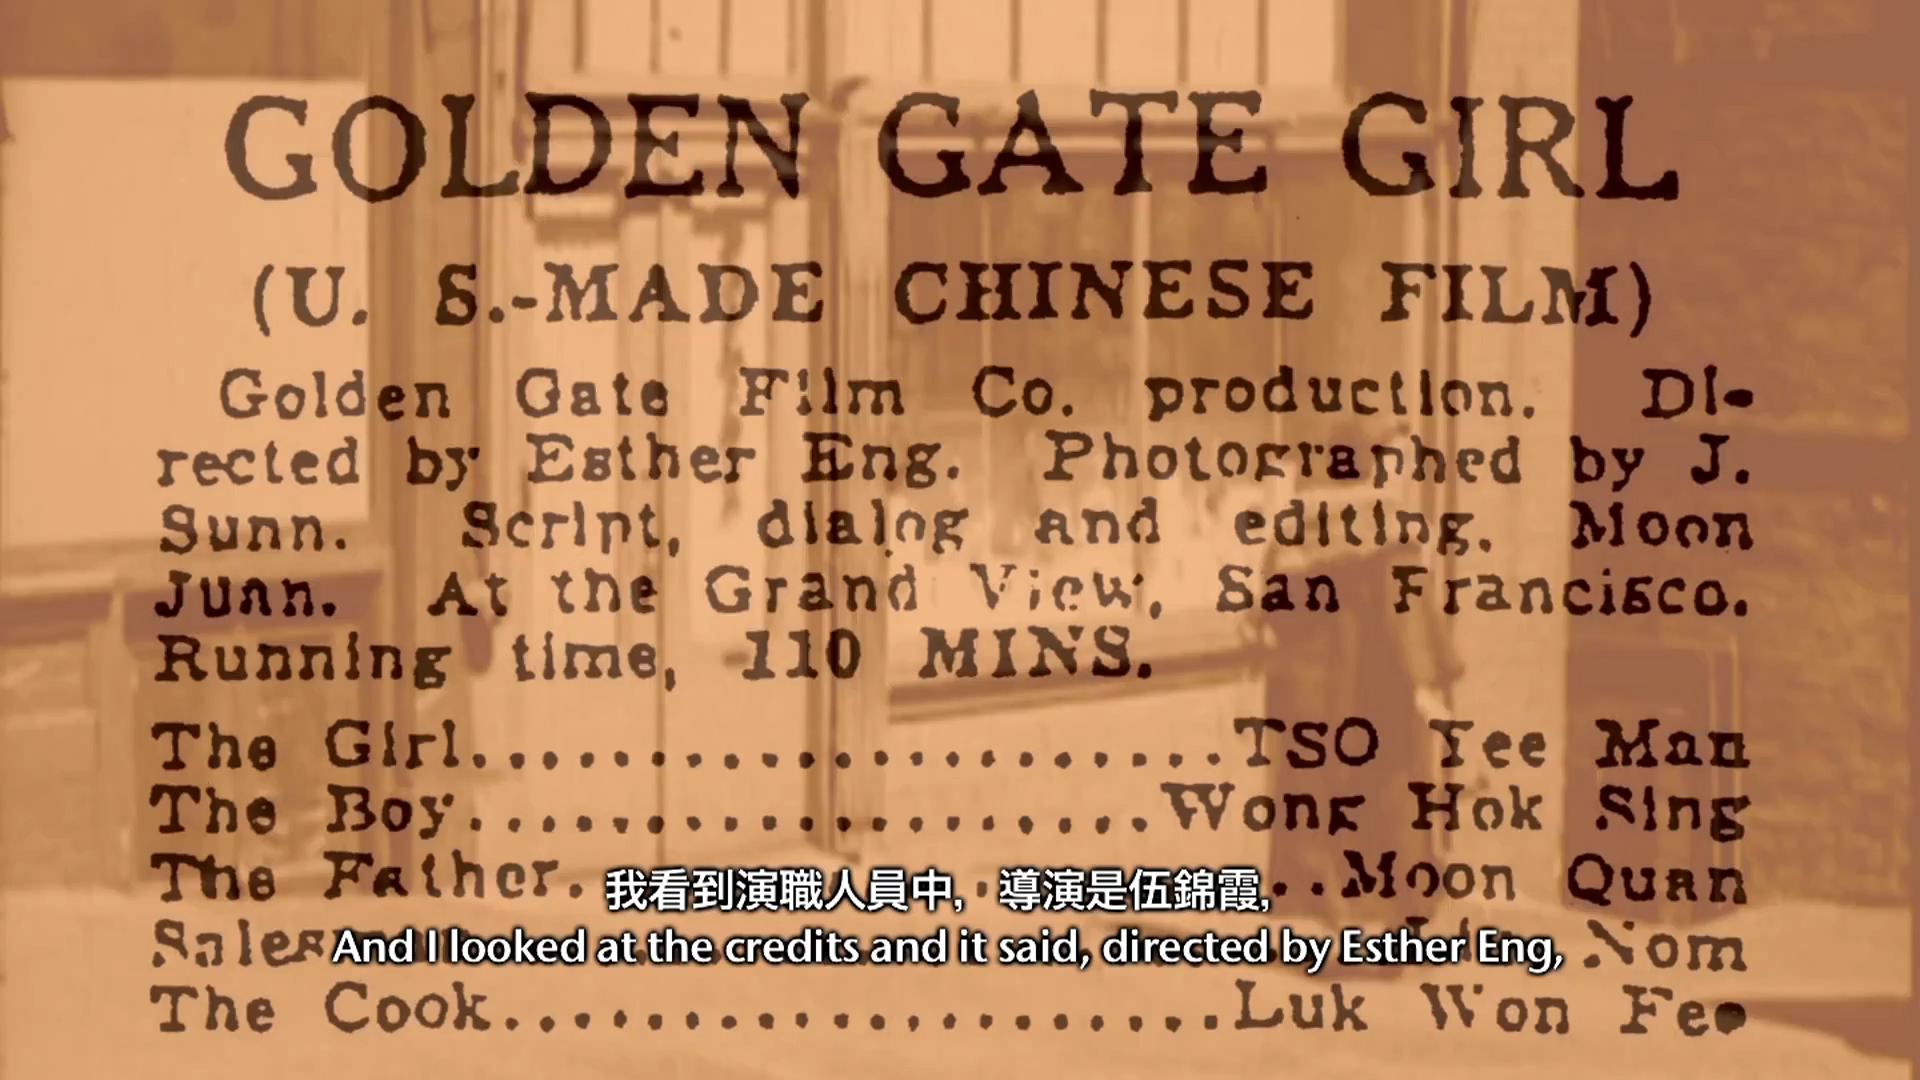 GOLDEN GATE GIRL
(U. S.-MADE CHINESE FILM)
Golden Gate Film Co. production. Di-
rected by Esther Eng. Photographed by J.
Sunn. Script, dialog and editing. Moon
Juan. At the Grand View, San Francisco.
Running time, 110 MINS.
The Girl......................TSO Yee Man
The Boy....................Wong Hok Sing
The Father. ...Moon Quan
我看到演職人員中, 導演是伍錦霞,
Nom
And I looked at the credits and it said, directed by Esther Eng,
The Cook.....................Luk Won Fee